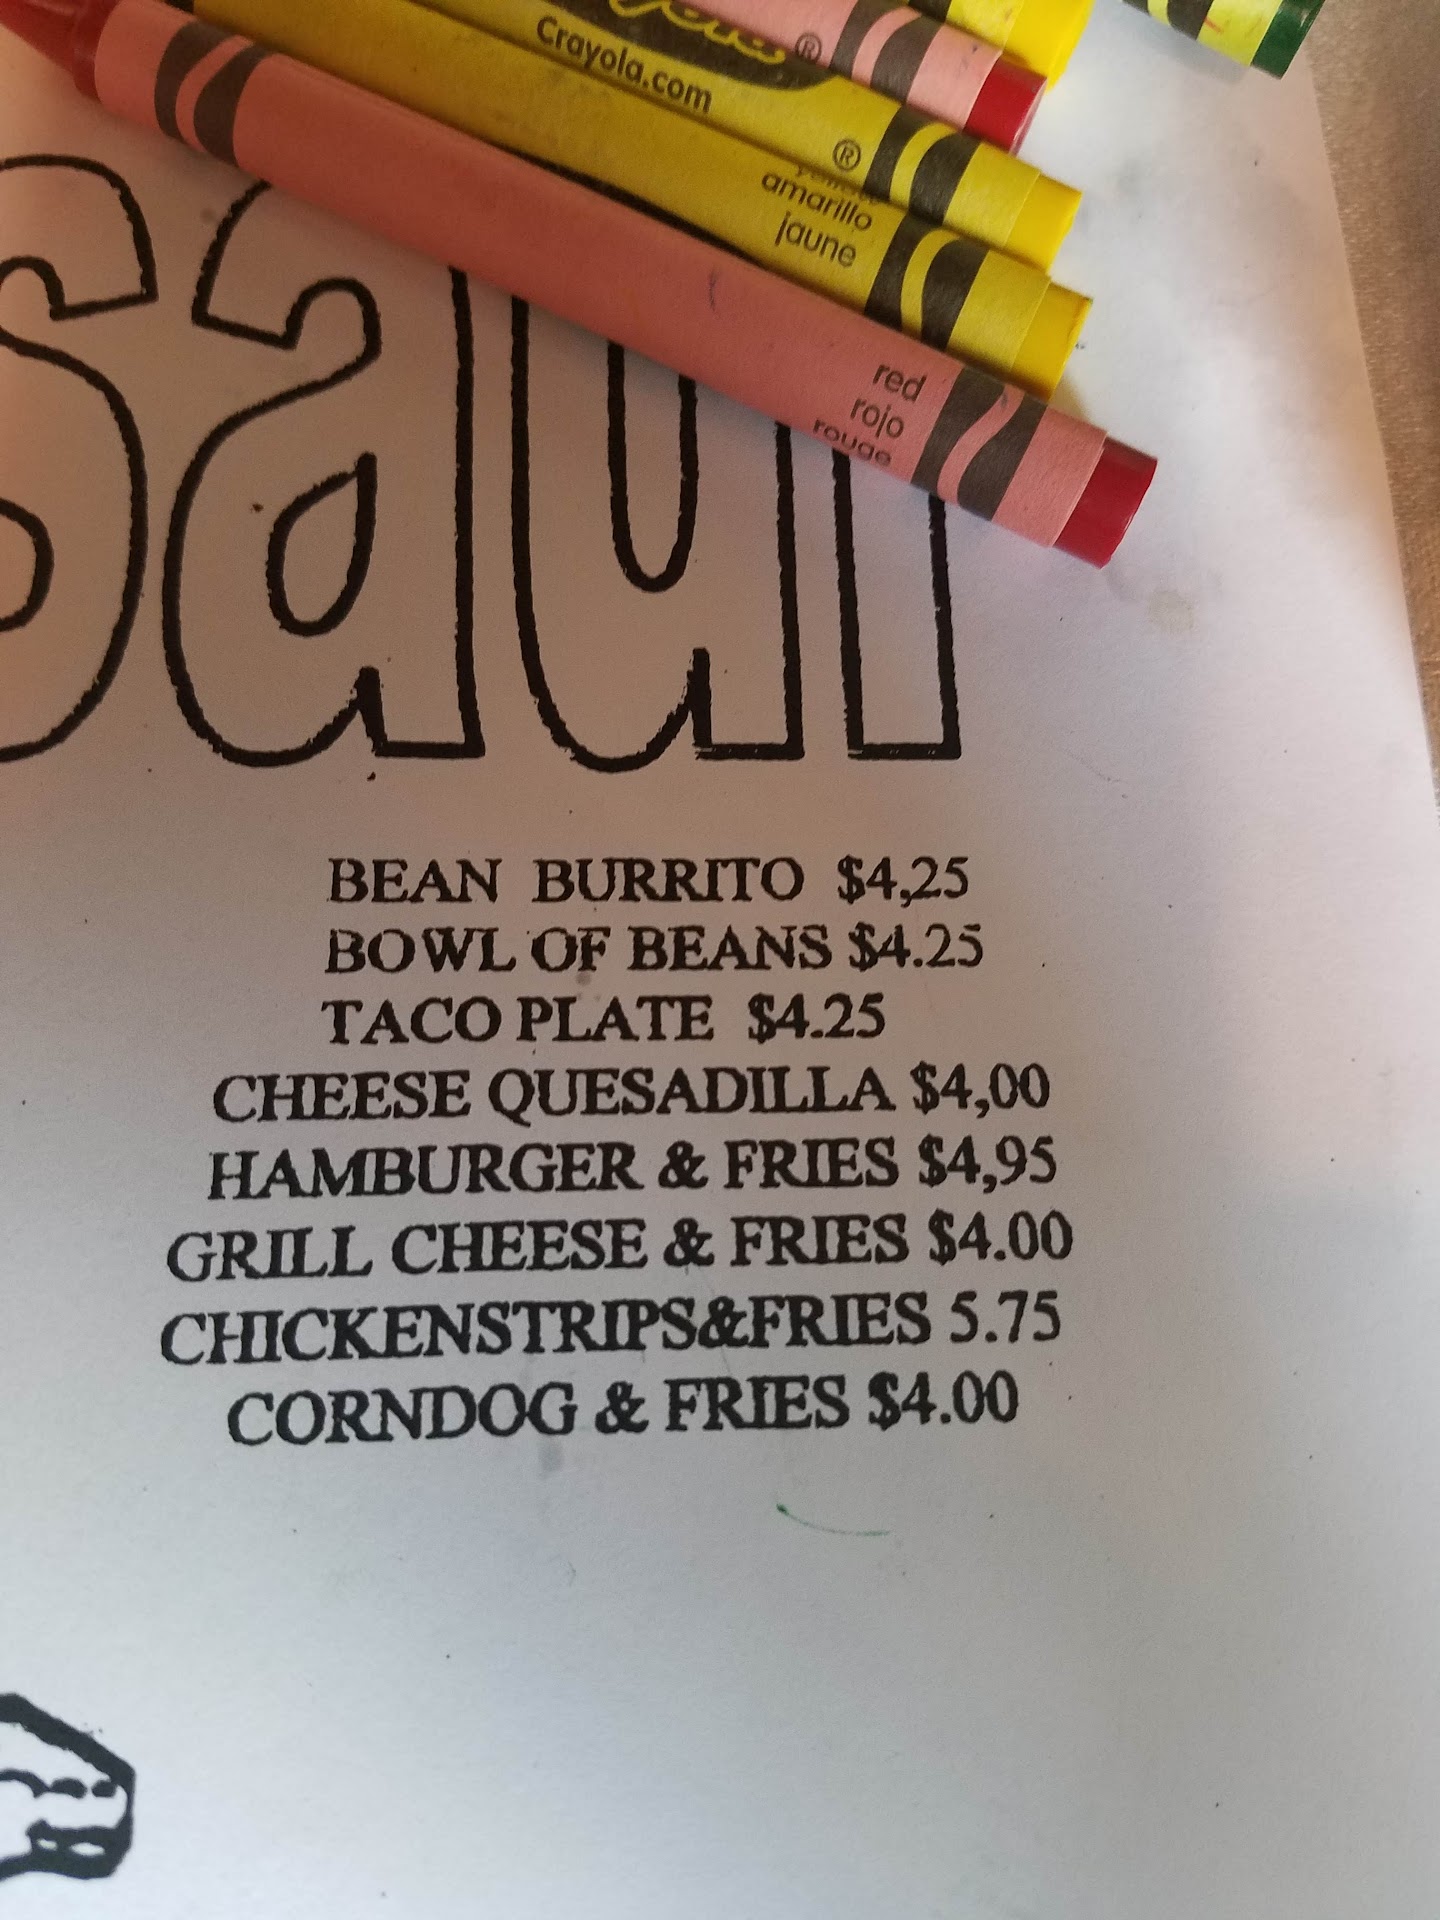 Crayola.com
®
®
amarillo
jaune
red
rojo
rouge
saur
BEAN BURRITO $4,25
BOWL OF BEANS $4.25
TACO PLATE $4.25
CHEESE QUESADILLA $4,00
HAMBURGER & FRIES $4,95
GRILL CHEESE & FRIES $4.00
CHICKENSTRIPS&FRIES 5.75
CORNDOG & FRIES $4.00